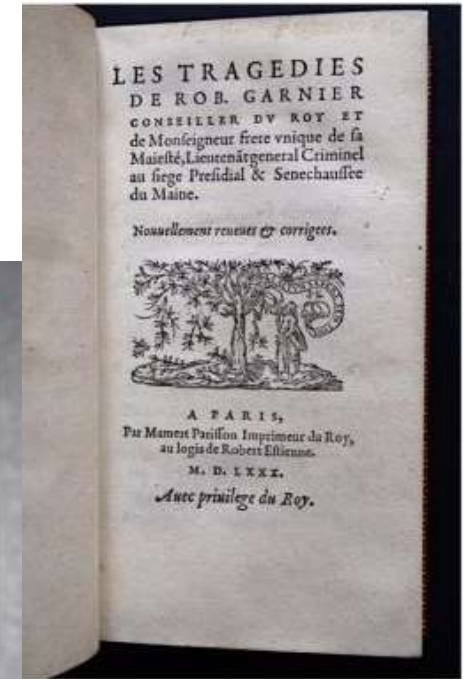 LES TRAGEDIES
DE ROB. GARNIER
CONSEILLER DV ROY ET
de Monſeigneur frere vnique de ſa
Maieſté, Lieutenãt general Criminel
au ſiege Preſidial & Senechauſſee
du Maine.
Nouuellement reueues & corrigees.
A PARIS,
Par Mamert Patiſſon Imprimeur du Roy,
au logis de Robert Eſtienne.
M. D. LXXX.
Auec priuilege du Roy.